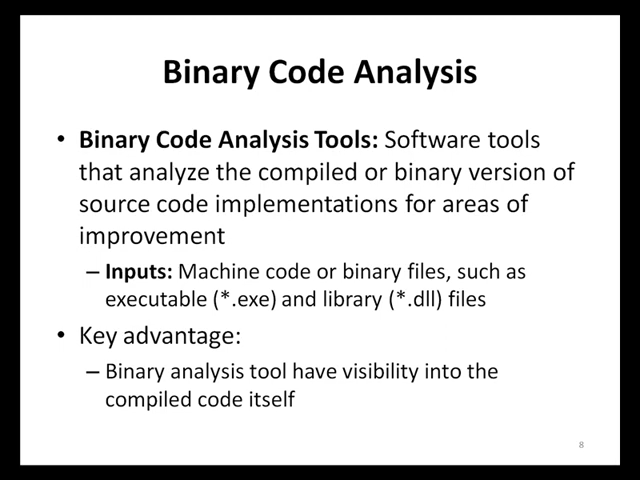 Binary Code Analysis
• Binary Code Analysis Tools: Software tools
that analyze the compiled or binary version of
source code implementations for areas of
improvement
– Inputs: Machine code or binary files, such as
executable (*.exe) and library (*.dll) files
• Key advantage:
– Binary analysis tool have visibility into the
compiled code itself
8